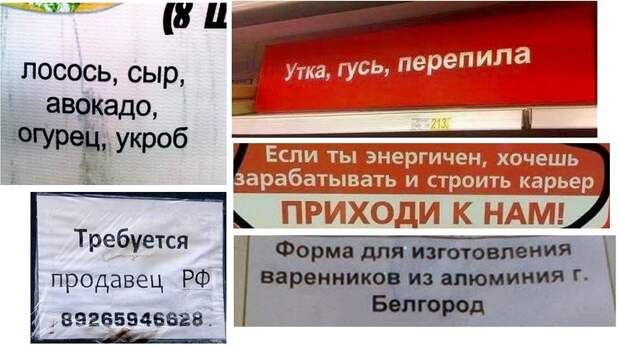 (8 Ш
лосось, сыр,
авокадо,
огурец, укроб
Утка, гусь, перепила
213.
Если ты энергичен, хочешь
зарабатывать и строить карьер
ПРИХОДИ К НАМ!
Требуется
продавец РФ
89265946628
Форма для изготовления
варенников из алюминия г.
Белгород